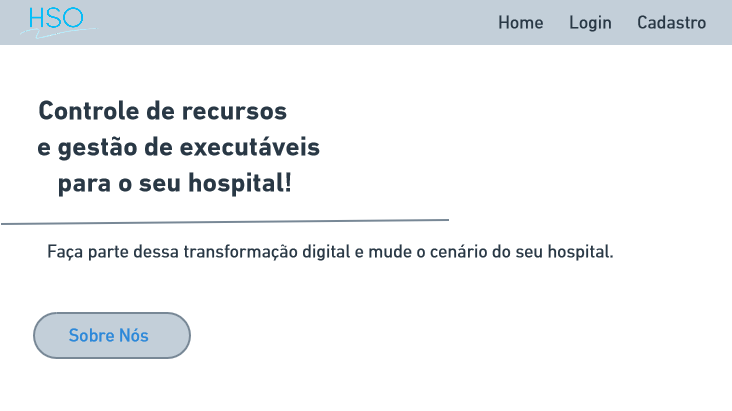 HSO
Home Login Cadastro
Controle de recursos
e gestão de executáveis
para o seu hospital!
Faça parte dessa transformação digital e mude o cenário do seu hospital.
Sobre Nós